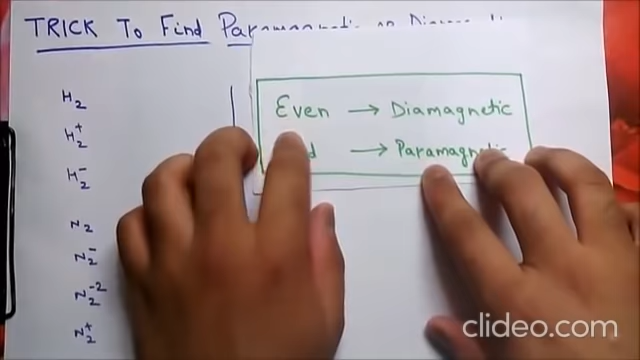 TRICK To Find
Even → Diamagnetic
→ Paramagnetic
H₂
H₂⁺
H₂⁻
N₂
N₂⁻
N₂⁻²
N₂⁺
clideo.com